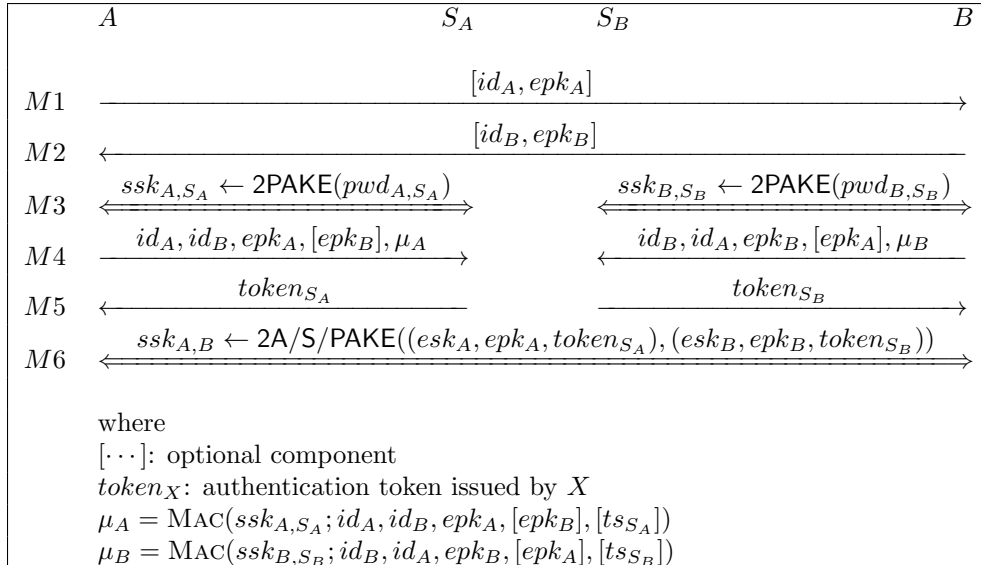 A S_A S_B B
[id_A, epk_A]
M1
[id_B, epk_B]
M2
ssk_{A,S_A} ← 2PAKE(pwd_{A,S_A}) ssk_{B,S_B} ← 2PAKE(pwd_{B,S_B})
M3
id_A, id_B, epk_A, [epk_B], μ_A id_B, id_A, epk_B, [epk_A], μ_B
M4
token_{S_A} token_{S_B}
M5
ssk_{A,B} ← 2A/S/PAKE((esk_A, epk_A, token_{S_A}), (esk_B, epk_B, token_{S_B}))
M6
where
[· · ·]: optional component
token_X: authentication token issued by X
μ_A = MAC(ssk_{A,S_A}; id_A, id_B, epk_A, [epk_B], [ts_{S_A}])
μ_B = MAC(ssk_{B,S_B}; id_B, id_A, epk_B, [epk_A], [ts_{S_B}])